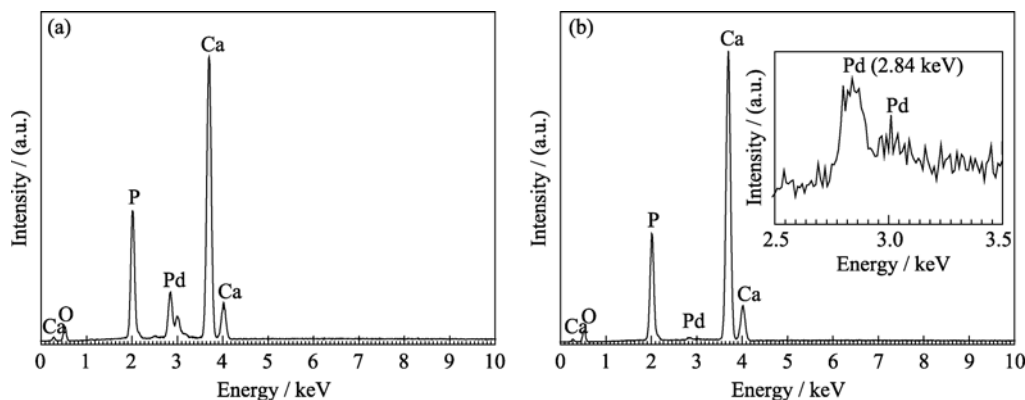 (a)
Ca
P
Pd
Ca
Ca
O
0 1 2 3 4 5 6 7 8 9 10
Energy / keV
Intensity / (a.u.)
(b)
Ca
P
Pd
Ca
Ca
O
0 1 2 3 4 5 6 7 8 9 10
Energy / keV
Intensity / (a.u.)
Pd (2.84 keV)
Pd
2.5 3.0 3.5
Energy / keV
Intensity / (a.u.)